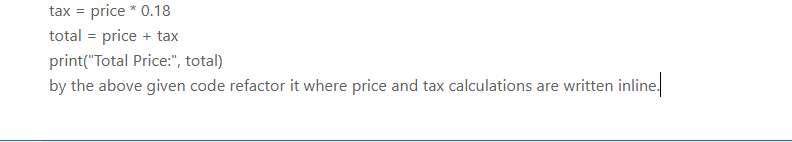 tax = price * 0.18
total = price + tax
print("Total Price:", total)
by the above given code refactor it where price and tax calculations are written inline.